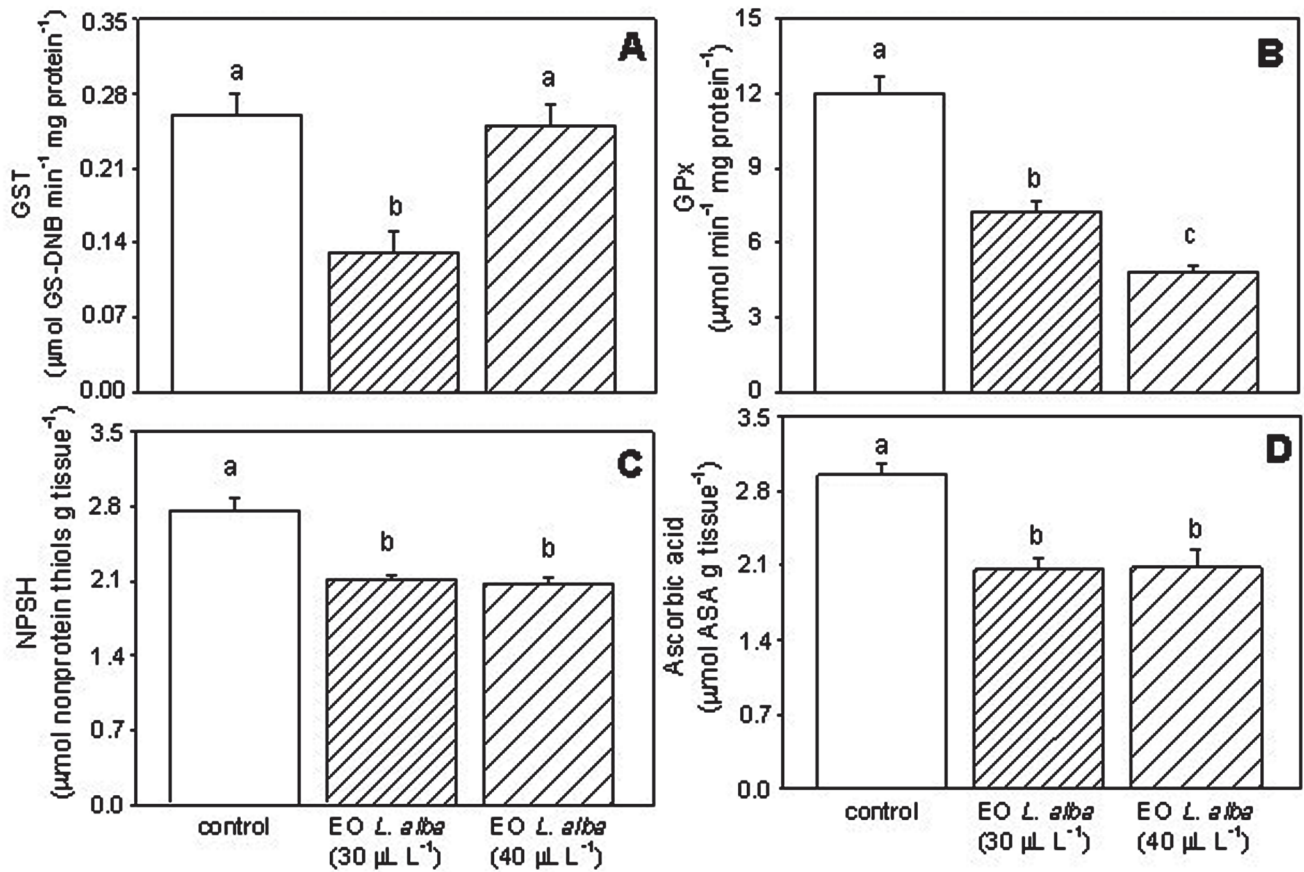 GST
(µmol GS-DNB min⁻¹ mg protein⁻¹)
0.35
0.28
0.21
0.14
0.07
0.00
A
a
b
a
GPx
(µmol min⁻¹ mg protein⁻¹)
15
12
9
6
3
0
B
a
b
c
NPSH
(µmol nonprotein thiols g tissue⁻¹)
3.5
2.8
2.1
1.4
0.7
0.0
C
a
b
b
control
EO L. alba
(30 µL L⁻¹)
EO L. alba
(40 µL L⁻¹)
Ascorbic acid
(µmol ASA g tissue⁻¹)
3.5
2.8
2.1
1.4
0.7
0.0
D
a
b
b
control
EO L. alba
(30 µL L⁻¹)
EO L. alba
(40 µL L⁻¹)